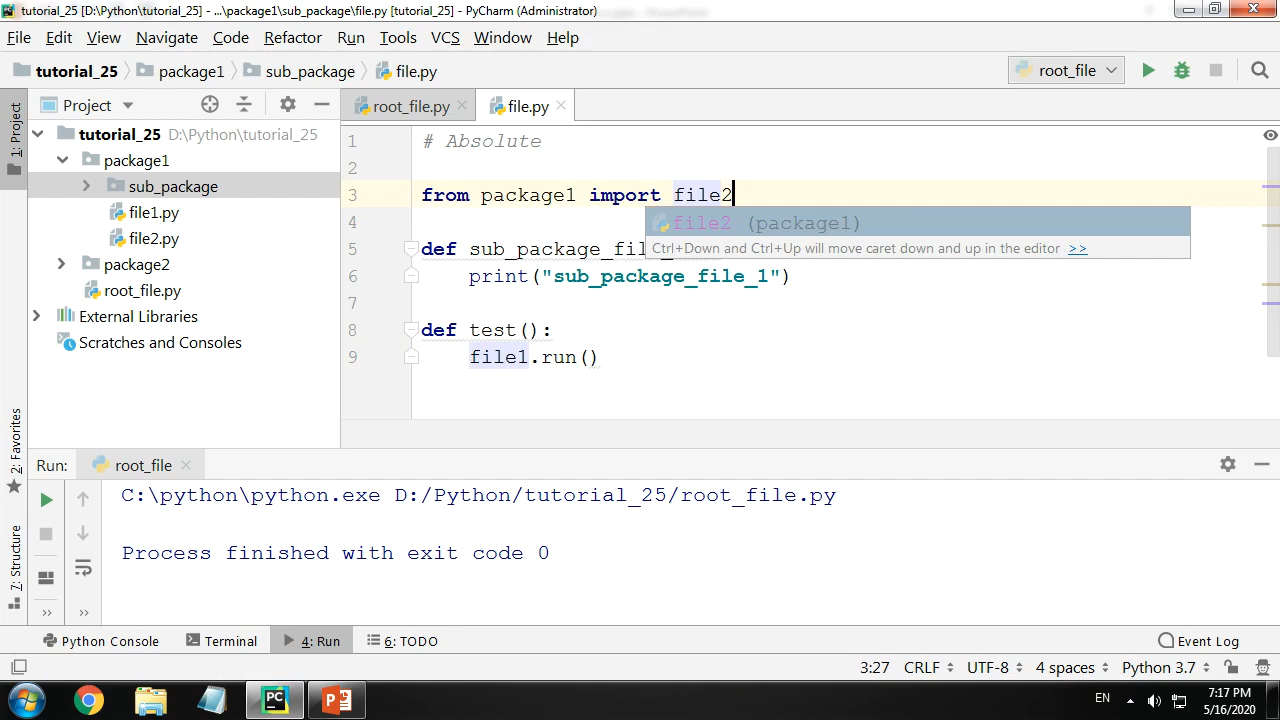 tutorial_25 [D:\Python\tutorial_25] - ...\package1\sub_package\file.py [tutorial_25] - PyCharm (Administrator)
File Edit View Navigate Code Refactor Run Tools VCS Window Help
tutorial_25 package1 sub_package file.py root_file
Project root_file.py file.py
1: Project
tutorial_25 D:\Python\tutorial_25
package1
sub_package
file1.py
file2.py
package2
root_file.py
External Libraries
Scratches and Consoles
1 # Absolute
2
3 from package1 import file2
file2 (package1)
Ctrl+Down and Ctrl+Up will move caret down and up in the editor >>
4
5 def sub_package_fil
6 print("sub_package_file_1")
7
8 def test():
9 file1.run()
2: Favorites
7: Structure
Run: root_file
C:\python\python.exe D:/Python/tutorial_25/root_file.py
Process finished with exit code 0
Python Console Terminal 4: Run 6: TODO Event Log
3:27 CRLF UTF-8 4 spaces Python 3.7
EN 7:17 PM
5/16/2020